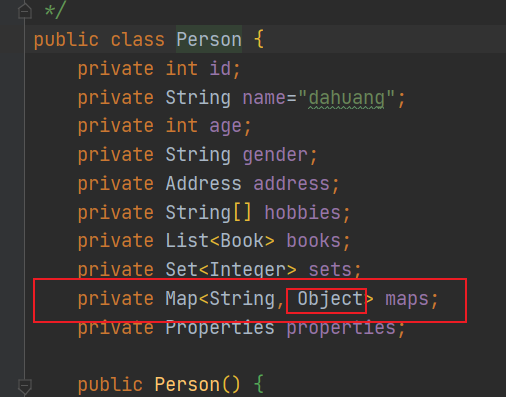 */
public class Person {
private int id;
private String name="dahuang";
private int age;
private String gender;
private Address address;
private String[] hobbies;
private List<Book> books;
private Set<Integer> sets;
private Map<String, Object> maps;
private Properties properties;
public Person() {